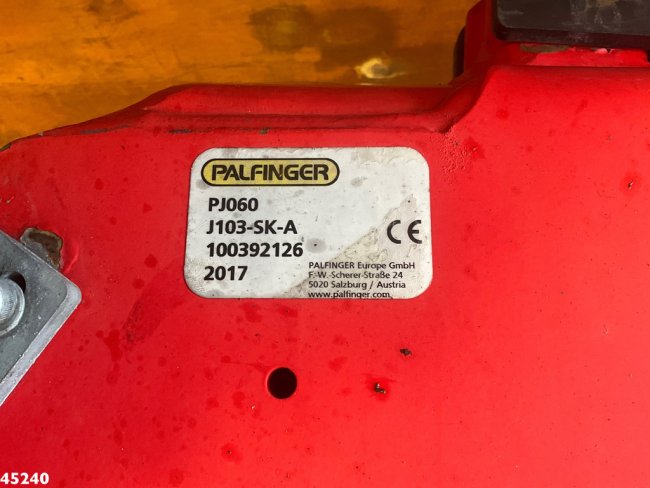 PALFINGER
PJ060
J103-SK-A
100392126
2017
CE
PALFINGER Europe GmbH
F.-W.-Scherer-Straße 24
5020 Salzburg / Austria
www.palfinger.com
45240